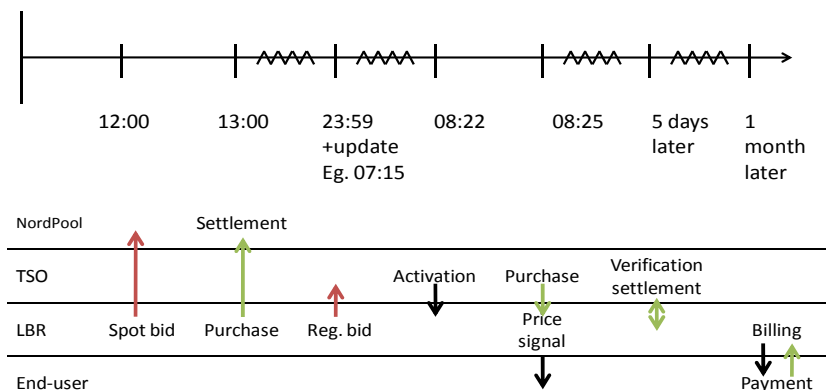 12:00
13:00
23:59
+update
Eg. 07:15
08:22
08:25
5 days
later
1
month
later
NordPool
Settlement
TSO
Activation
Purchase
Verification
settlement
LBR
Spot bid
Purchase
Reg. bid
Price
signal
Billing
End-user
Payment